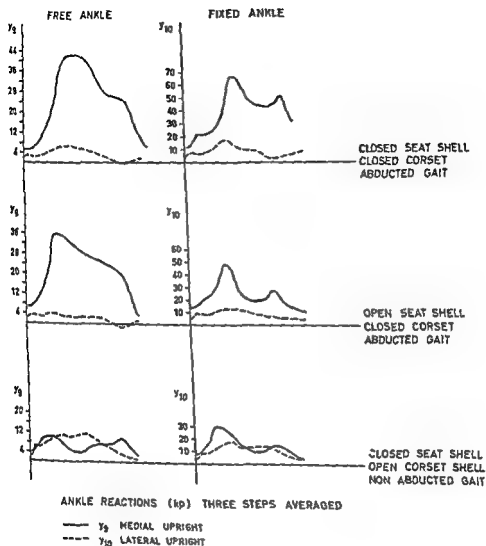 FREE ANKLE
FIXED ANKLE
y9
44
36
28
20
12
4
y10
70
60
50
40
30
20
10
CLOSED SEAT SHELL
CLOSED CORSET
ABDUCTED GAIT
y9
36
28
20
12
4
y10
60
50
40
30
20
10
OPEN SEAT SHELL
CLOSED CORSET
ABDUCTED GAIT
y9
20
12
4
y10
30
20
10
CLOSED SEAT SHELL
OPEN CORSET SHELL
NON ABDUCTED GAIT
ANKLE REACTIONS (kp) THREE STEPS AVERAGED
y9 MEDIAL UPRIGHT
y10 LATERAL UPRIGHT